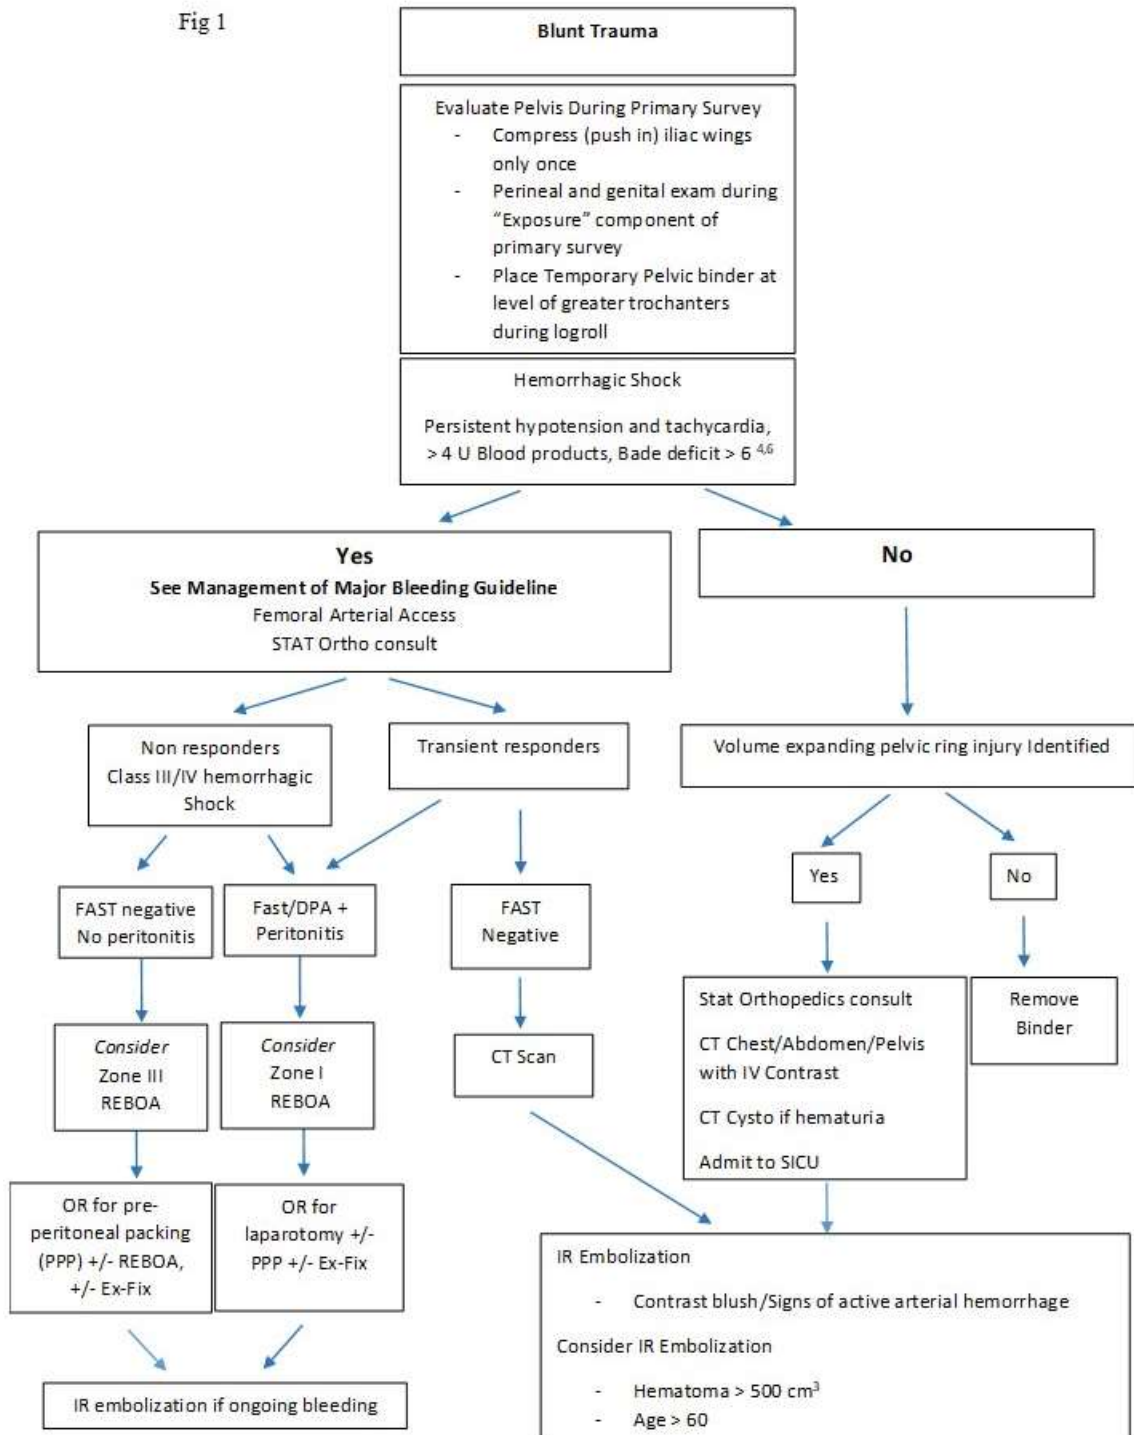 Fig 1
Blunt Trauma
Evaluate Pelvis During Primary Survey
- Compress (push in) iliac wings
only once
- Perineal and genital exam during
“Exposure” component of
primary survey
- Place Temporary Pelvic binder at
level of greater trochanters
during logroll
Hemorrhagic Shock
Persistent hypotension and tachycardia,
> 4 U Blood products, Bade deficit > 6 4,6
Yes
See Management of Major Bleeding Guideline
Femoral Arterial Access
STAT Ortho consult
No
Non responders
Class III/IV hemorrhagic
Shock
Transient responders
Volume expanding pelvic ring injury Identified
FAST negative
No peritonitis
Fast/DPA +
Peritonitis
FAST
Negative
Yes
No
Consider
Zone III
REBOA
Consider
Zone I
REBOA
CT Scan
Stat Orthopedics consult
CT Chest/Abdomen/Pelvis
with IV Contrast
CT Cysto if hematuria
Admit to SICU
Remove
Binder
OR for pre-
peritoneal packing
(PPP) +/- REBOA,
+/- Ex-Fix
OR for
laparotomy +/-
PPP +/- Ex-Fix
IR embolization if ongoing bleeding
IR Embolization
- Contrast blush/Signs of active arterial hemorrhage
Consider IR Embolization
- Hematoma > 500 cm3
- Age > 60